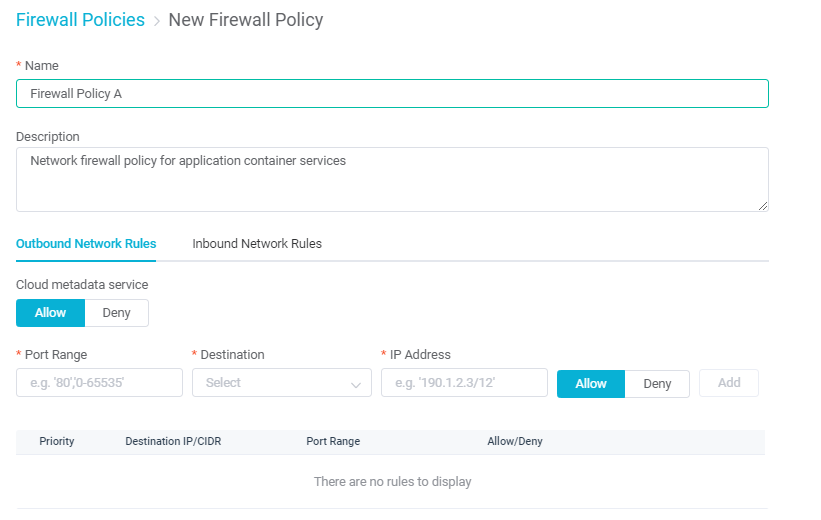 Firewall Policies > New Firewall Policy
* Name
Firewall Policy A
Description
Network firewall policy for application container services
Outbound Network Rules Inbound Network Rules
Cloud metadata service
Allow Deny
* Port Range * Destination * IP Address
e.g. '80','0-65535' Select e.g. '190.1.2.3/12' Allow Deny Add
Priority Destination IP/CIDR Port Range Allow/Deny
There are no rules to display